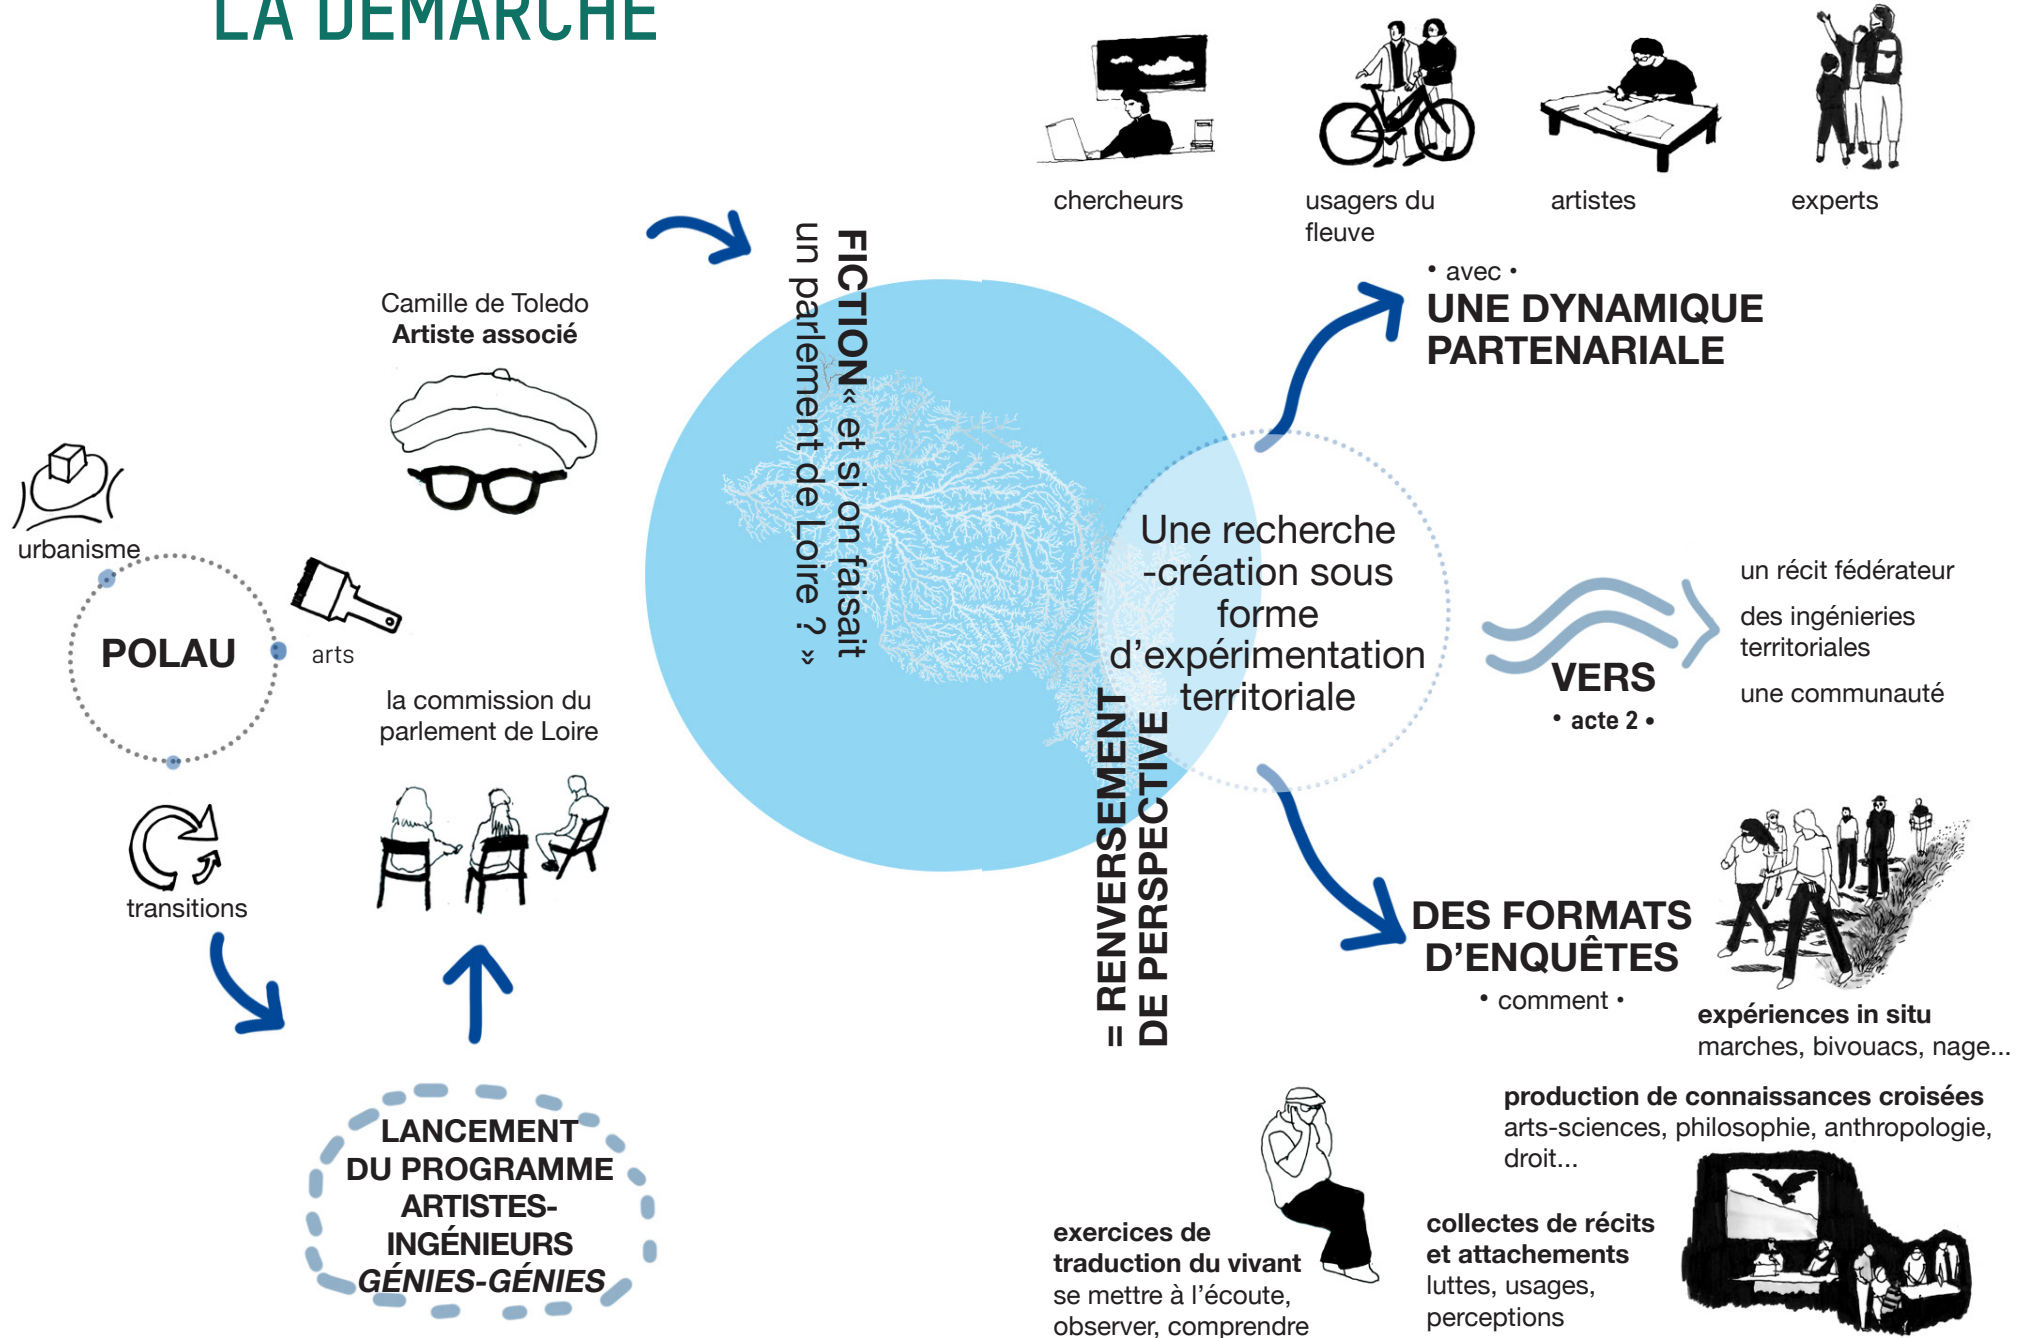 LA DÉMARCHE
urbanisme
POLAU
arts
transitions
Camille de Toledo
Artiste associé
la commission du
parlement de Loire
LANCEMENT
DU PROGRAMME
ARTISTES-
INGÉNIEURS
GÉNIES-GÉNIES
FICTION « et si on faisait
un parlement de Loire ? »
= RENVERSEMENT
DE PERSPECTIVE
Une recherche
-création sous
forme
d’expérimentation
territoriale
chercheurs
usagers du
fleuve
artistes
experts
• avec •
UNE DYNAMIQUE
PARTENARIALE
VERS
• acte 2 •
un récit fédérateur
des ingénieries
territoriales
une communauté
DES FORMATS
D’ENQUÊTES
• comment •
expériences in situ
marches, bivouacs, nage...
production de connaissances croisées
arts-sciences, philosophie, anthropologie,
droit...
exercices de
traduction du vivant
se mettre à l’écoute,
observer, comprendre
collectes de récits
et attachements
luttes, usages,
perceptions